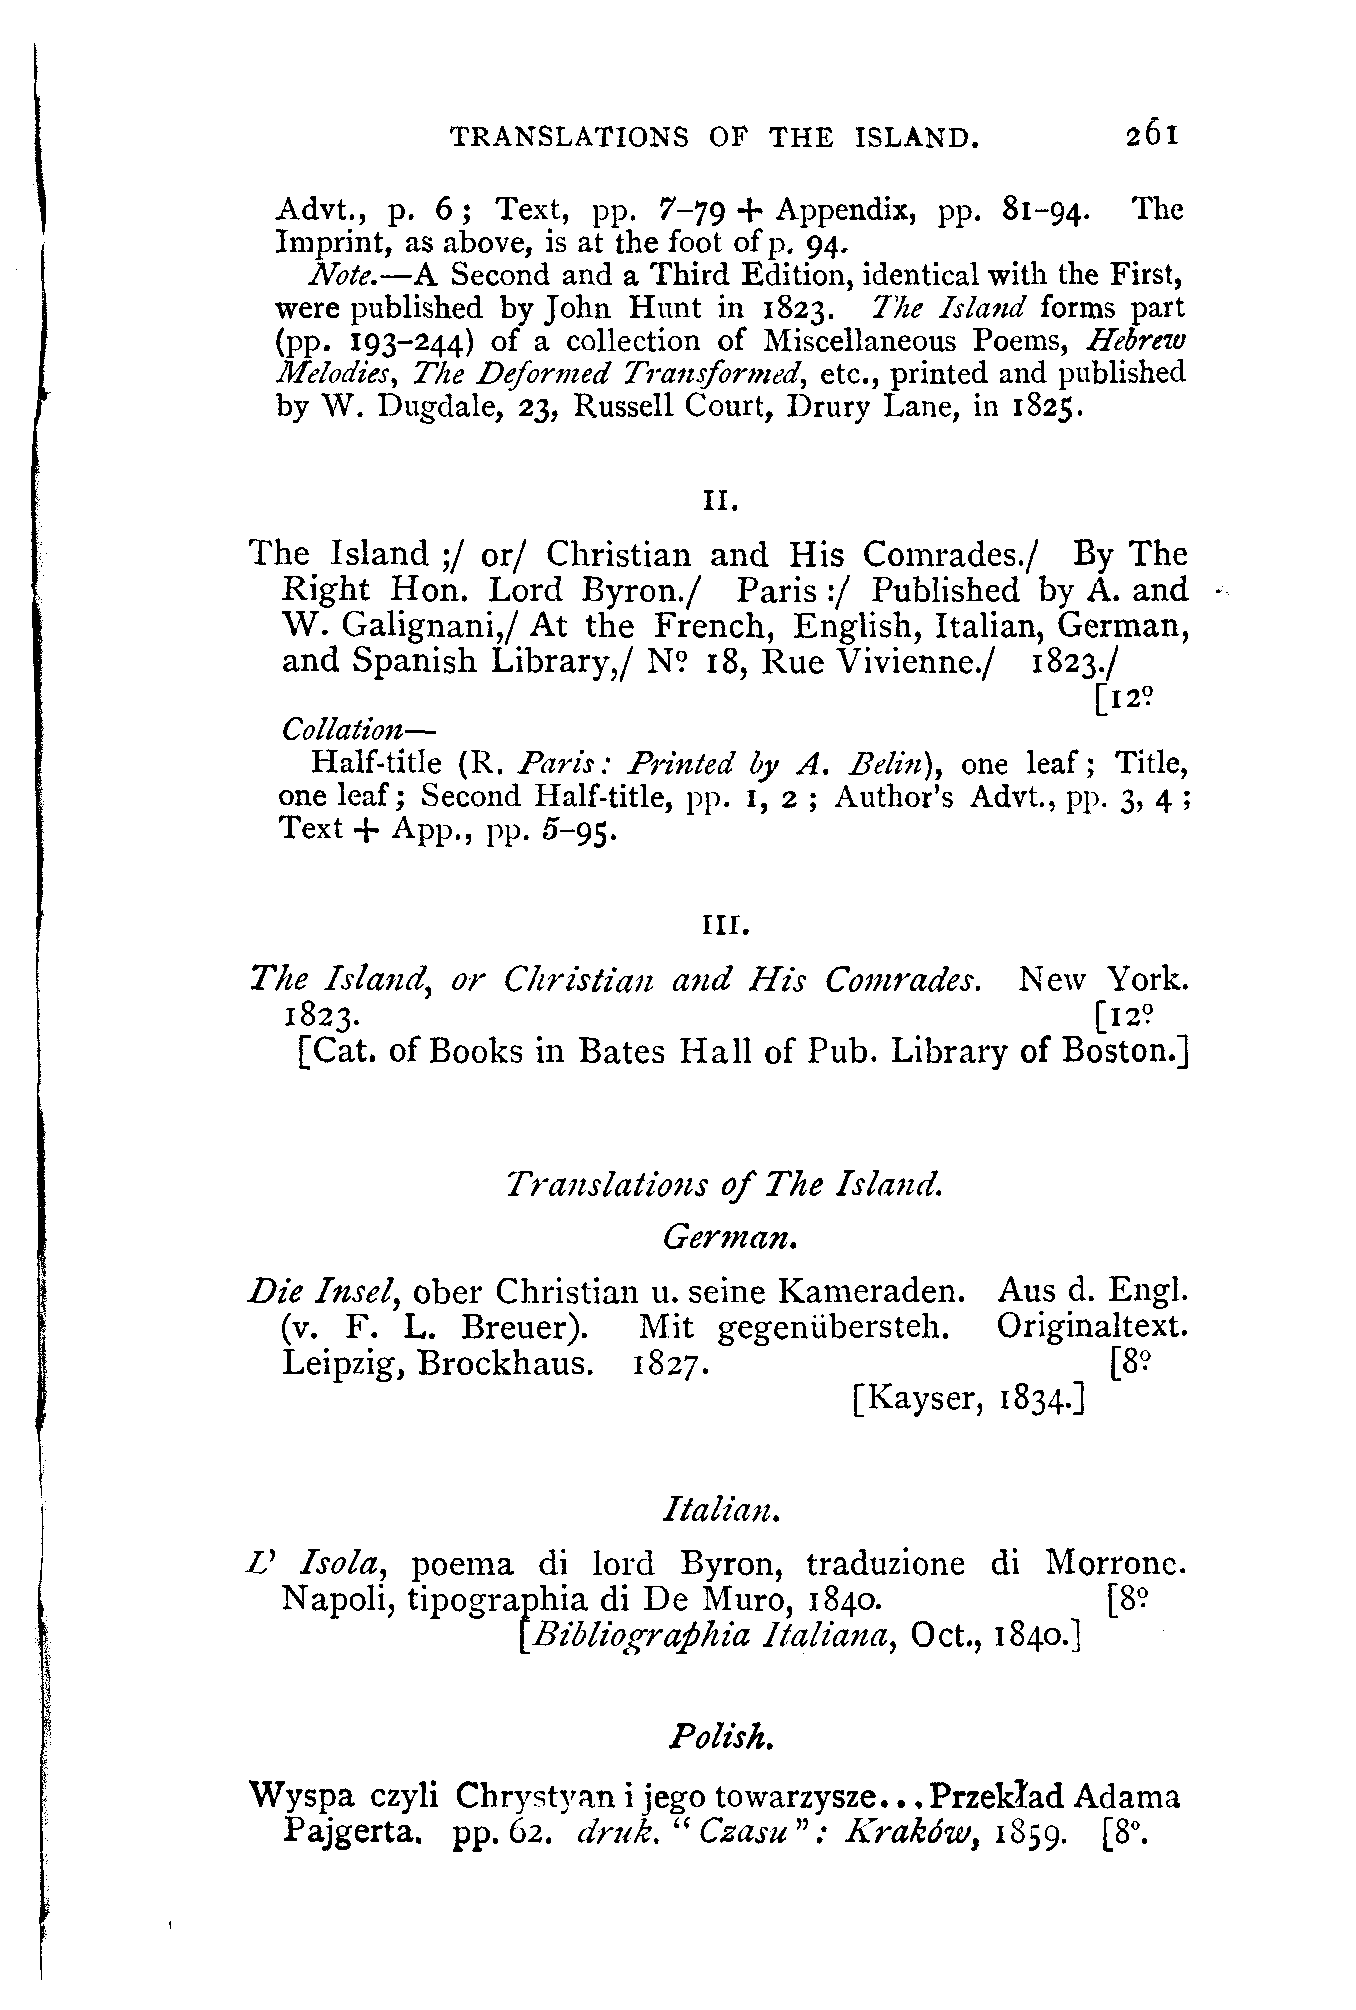 TRANSLATIONS OF THE ISLAND. 261
Advt., p. 6; Text, pp. 7–79 + Appendix, pp. 81–94. The
Imprint, as above, is at the foot of p. 94.
Note.—A Second and a Third Edition, identical with the First,
were published by John Hunt in 1823. The Island forms part
(pp. 193–244) of a collection of Miscellaneous Poems, Hebrew
Melodies, The Deformed Transformed, etc., printed and published
by W. Dugdale, 23, Russell Court, Drury Lane, in 1825.
II.
The Island ;/ or/ Christian and His Comrades./ By The
Right Hon. Lord Byron./ Paris :/ Published by A. and
W. Galignani,/ At the French, English, Italian, German,
and Spanish Library,/ Nº 18, Rue Vivienne./ 1823./
[12º
Collation—
Half-title (R. Paris: Printed by A. Belin), one leaf; Title,
one leaf; Second Half-title, pp. 1, 2; Author's Advt., pp. 3, 4;
Text + App., pp. 5–95.
III.
The Island, or Christian and His Comrades. New York.
1823. [12º
[Cat. of Books in Bates Hall of Pub. Library of Boston.]
Translations of The Island.
German.
Die Insel, ober Christian u. seine Kameraden. Aus d. Engl.
(v. F. L. Breuer). Mit gegenübersteh. Originaltext.
Leipzig, Brockhaus. 1827. [8º
[Kayser, 1834.]
Italian.
L' Isola, poema di lord Byron, traduzione di Morrone.
Napoli, tipographia di De Muro, 1840. [8º
[Bibliographia Italiana, Oct., 1840.]
Polish.
Wyspa czyli Chrystyan i jego towarzysze...Przekład Adama
Pajgerta. pp. 62. druk. "Czasu": Kraków, 1859. [8º.